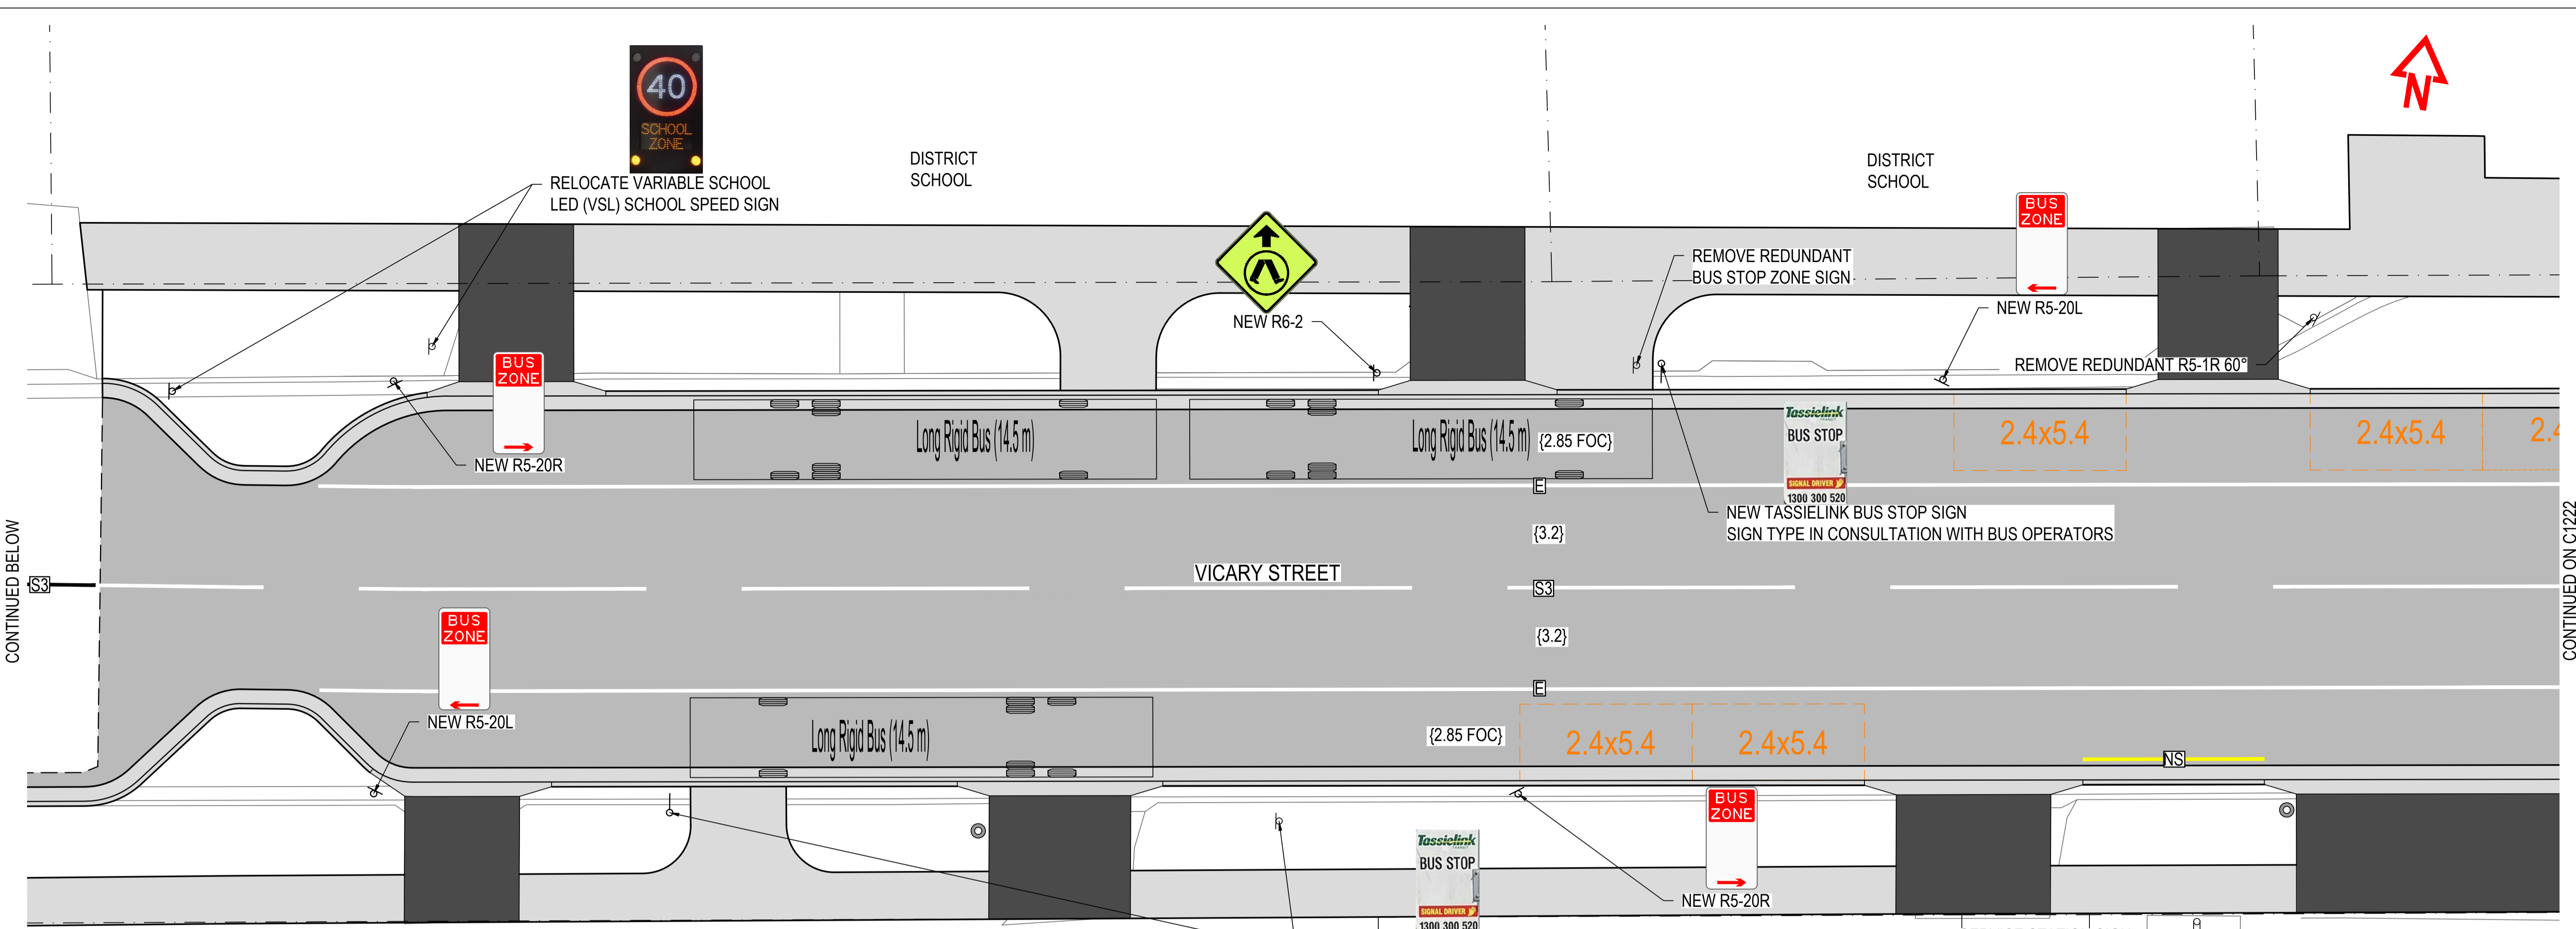 40
SCHOOL
ZONE
N
RELOCATE VARIABLE SCHOOL
LED (VSL) SCHOOL SPEED SIGN
DISTRICT
SCHOOL
DISTRICT
SCHOOL
BUS
ZONE
REMOVE REDUNDANT
BUS STOP ZONE SIGN
NEW R6-2
NEW R5-20L
REMOVE REDUNDANT R5-1R 60°
BUS
ZONE
NEW R5-20R
Long Rigid Bus (14.5 m)
Long Rigid Bus (14.5 m)
{2.85 FOC}
Tassielink
BUS STOP
SIGNAL DRIVER
1300 300 520
2.4x5.4
2.4x5.4
2.4
E
NEW TASSIELINK BUS STOP SIGN
SIGN TYPE IN CONSULTATION WITH BUS OPERATORS
{3.2}
CONTINUED BELOW
S3
VICARY STREET
S3
CONTINUED ON C1222
{3.2}
BUS
ZONE
NEW R5-20L
E
Long Rigid Bus (14.5 m)
{2.85 FOC}
2.4x5.4
2.4x5.4
NS
BUS
ZONE
NEW R5-20R
Tassielink
TRANSIT
BUS STOP
SIGNAL DRIVER
1300 300 520